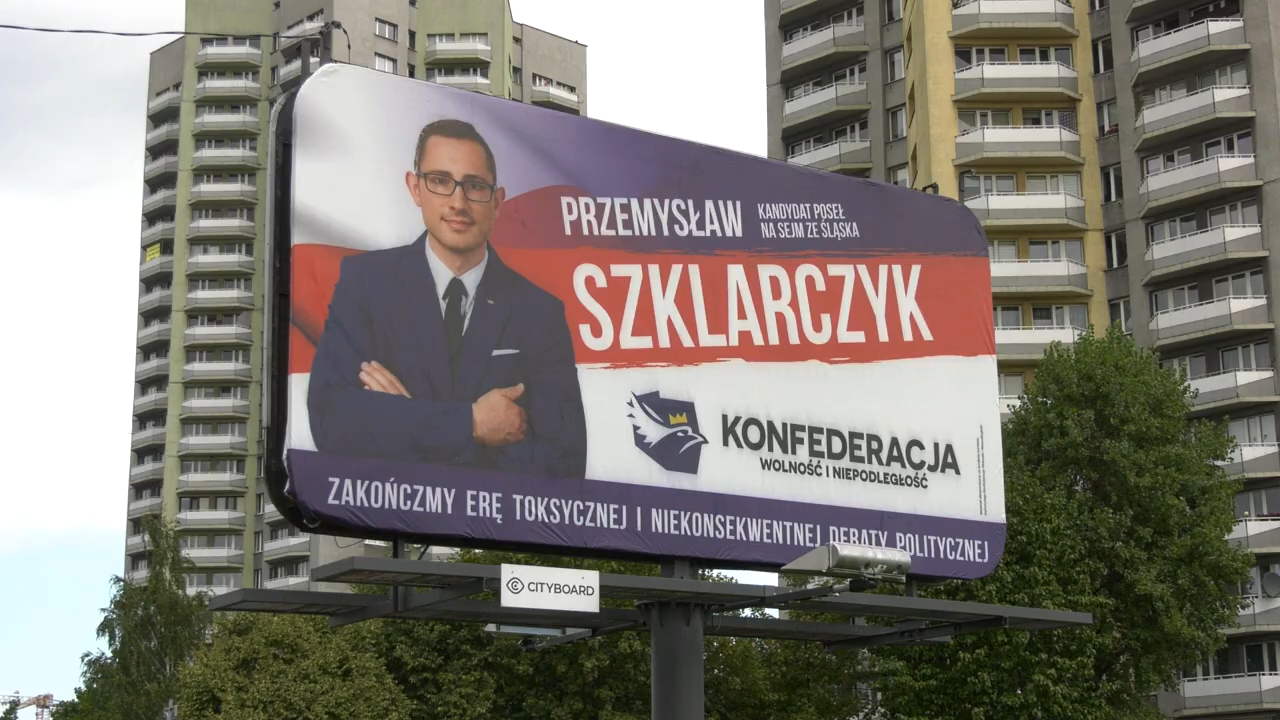 PRZEMYSŁAW
KANDYDAT POSEŁ
NA SEJM ZE ŚLĄSKA
SZKLARCZYK
KONFEDERACJA
WOLNOŚĆ I NIEPODLEGŁOŚĆ
ZAKOŃCZMY ERĘ TOKSYCZNEJ I NIEKONSEKWENTNEJ DEBATY POLITYCZNEJ
CITYBOARD